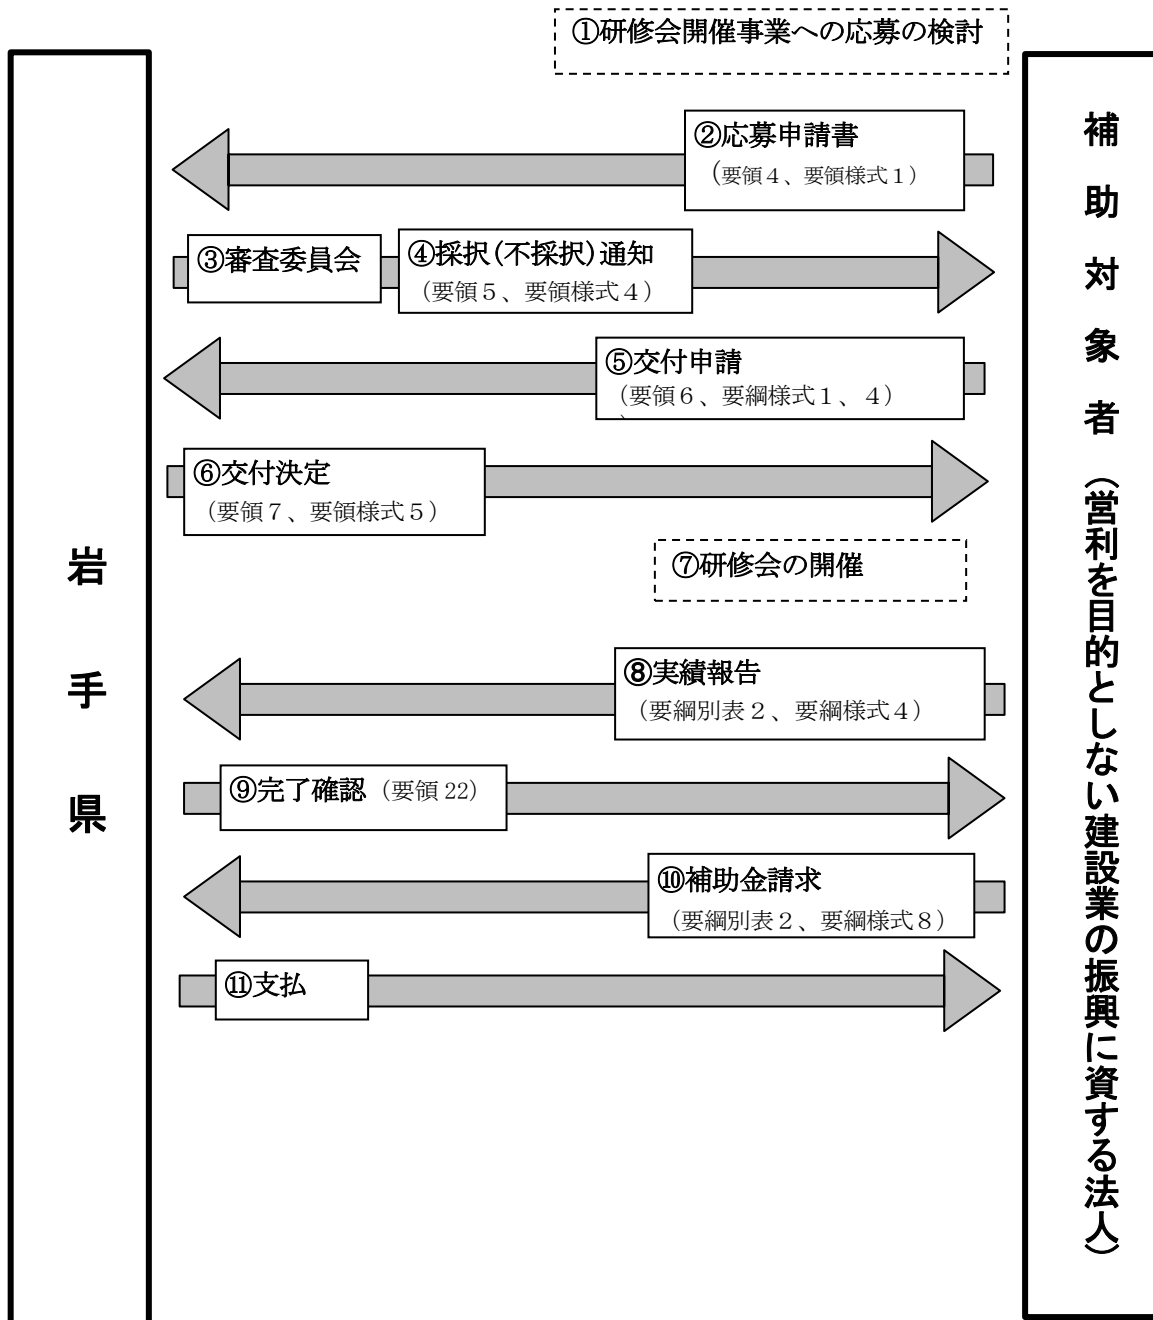 ①研修会開催事業への応募の検討
②応募申請書
（要領４、要領様式１）
③審査委員会
④採択(不採択)通知
（要領５、要領様式４）
⑤交付申請
（要領６、要綱様式１、４）
⑥交付決定
（要領７、要領様式５）
⑦研修会の開催
⑧実績報告
（要綱別表２、要綱様式４）
⑨完了確認（要領 22）
⑩補助金請求
（要綱別表２、要綱様式８）
⑪支払
岩手県
補助対象者（営利を目的としない建設業の振興に資する法人）